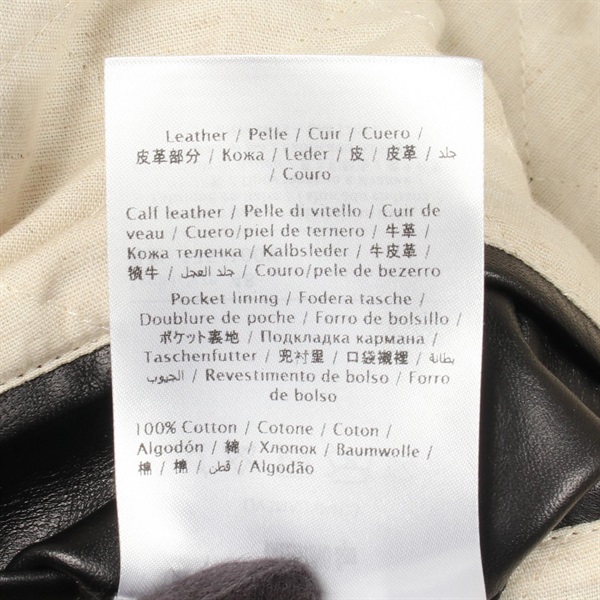 Leather / Pelle / Cuir / Cuero /
皮革部分 / Кожа / Leder / 皮 / 皮革 / جلد
/ Couro
Calf leather / Pelle di vitello / Cuir de
veau / Cuero/piel de ternero / 牛革 /
Кожа теленка / Kalbsleder / 牛皮革 /
犢牛 / جلد العجل / Couro/pele de bezerro
Pocket lining / Fodera tasche /
Doublure de poche / Forro de bolsillo /
ポケット裏地 / Подкладка кармана /
Taschenfutter / 兜衬里 / 口袋襯裡 / بطانة
الجيوب / Revestimento de bolso / Forro
de bolso
100% Cotton / Cotone / Coton /
Algodón / 綿 / Хлопок / Baumwolle /
棉 / 棉 / قطن / Algodão